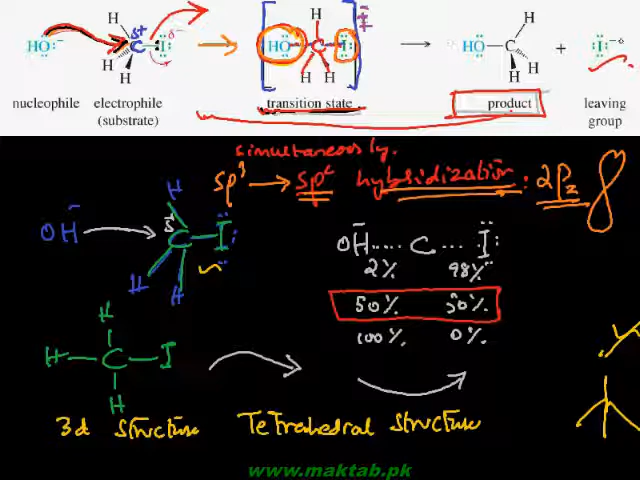 H H H
HO:⁻ C δ+ I: δ⁻ HO C I ‡ HO—C + :I:⁻
H H H H H H
nucleophile electrophile transition state product leaving
(substrate) group
simultaneously.
sp³ → sp² hybridization: 2Pz
H
OH⁻ δ+ C—I: OH⁻....C....I:
H H 2% 98%
50% 50%
H 100% 0%
H—C—I
H
3d structure Tetrahedral structure
www.maktab.pk